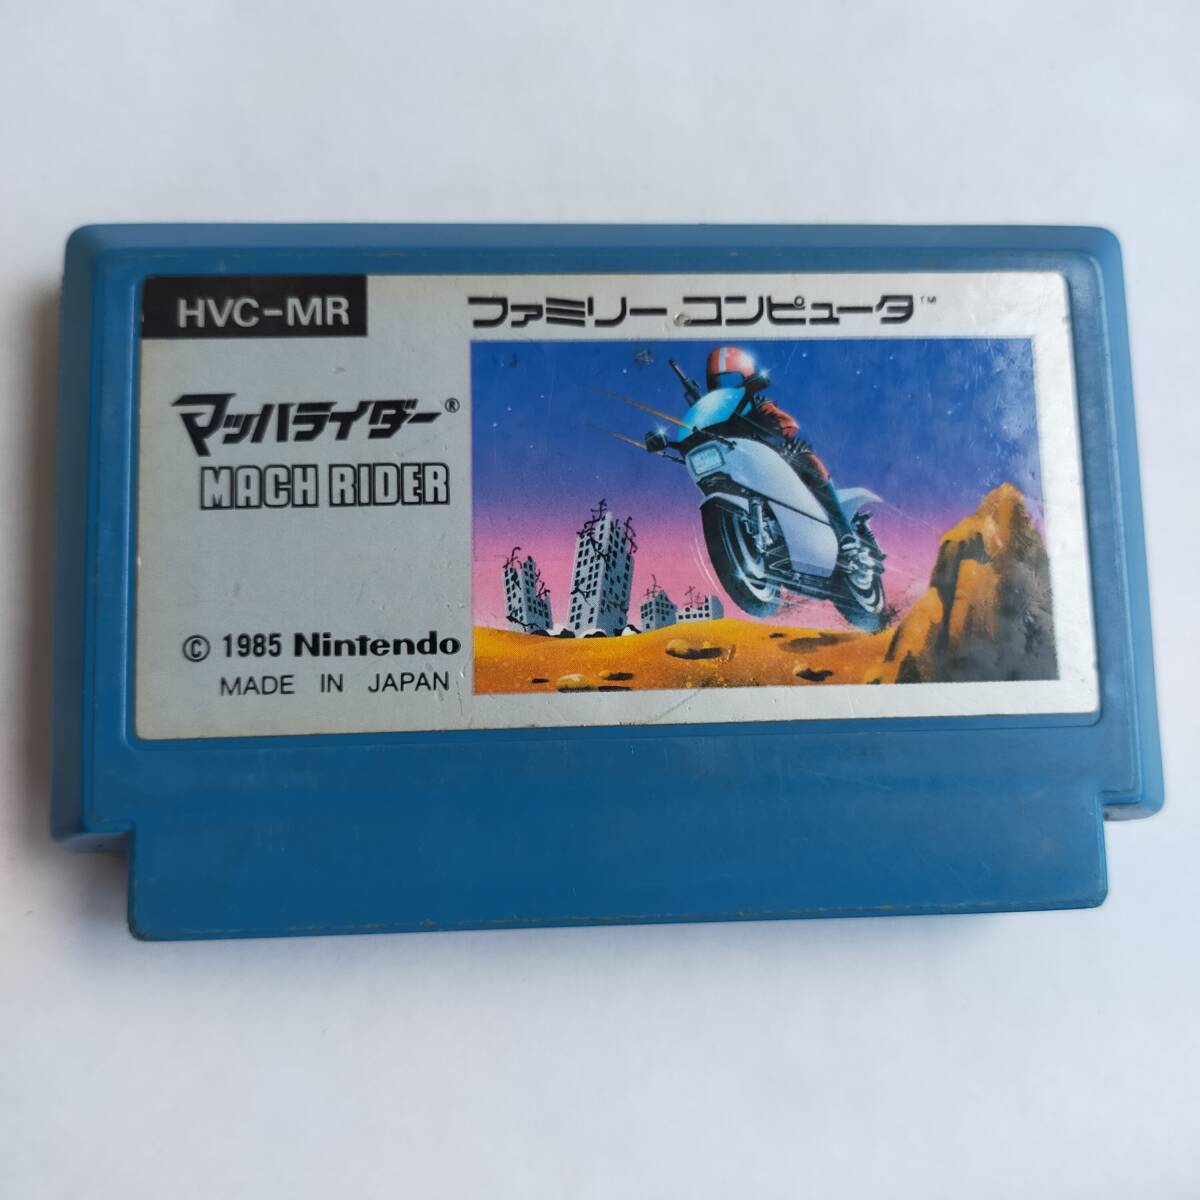 HVC-MR
ファミリー コンピュータ™
マッハライダー®
MACH RIDER
© 1985 Nintendo
MADE IN JAPAN